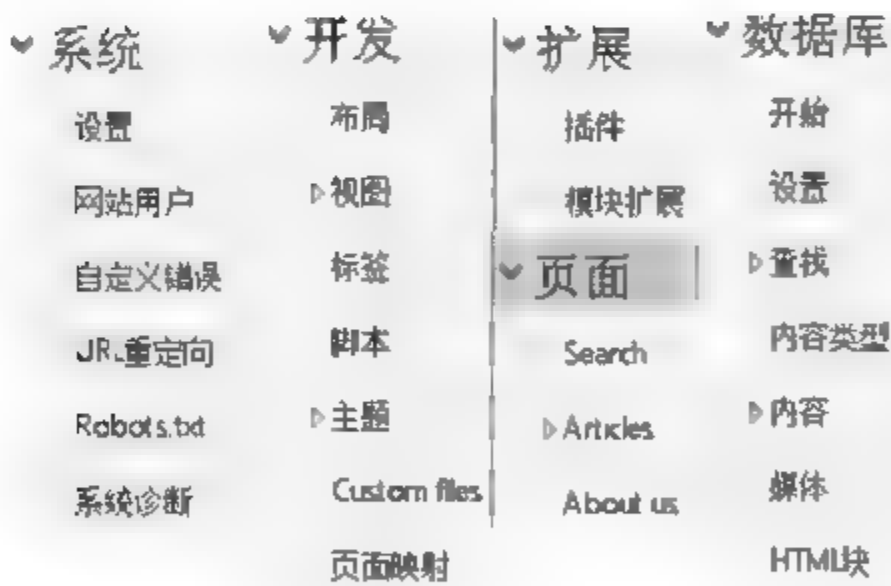 系统
设置
网站用户
自定义错误
URL重定向
Robots.txt
系统诊断
开发
布局
视图
标签
脚本
主题
Custom files
页面映射
扩展
插件
模块扩展
页面
Search
Articles
About us
数据库
开始
设置
查找
内容类型
内容
媒体
HTML块